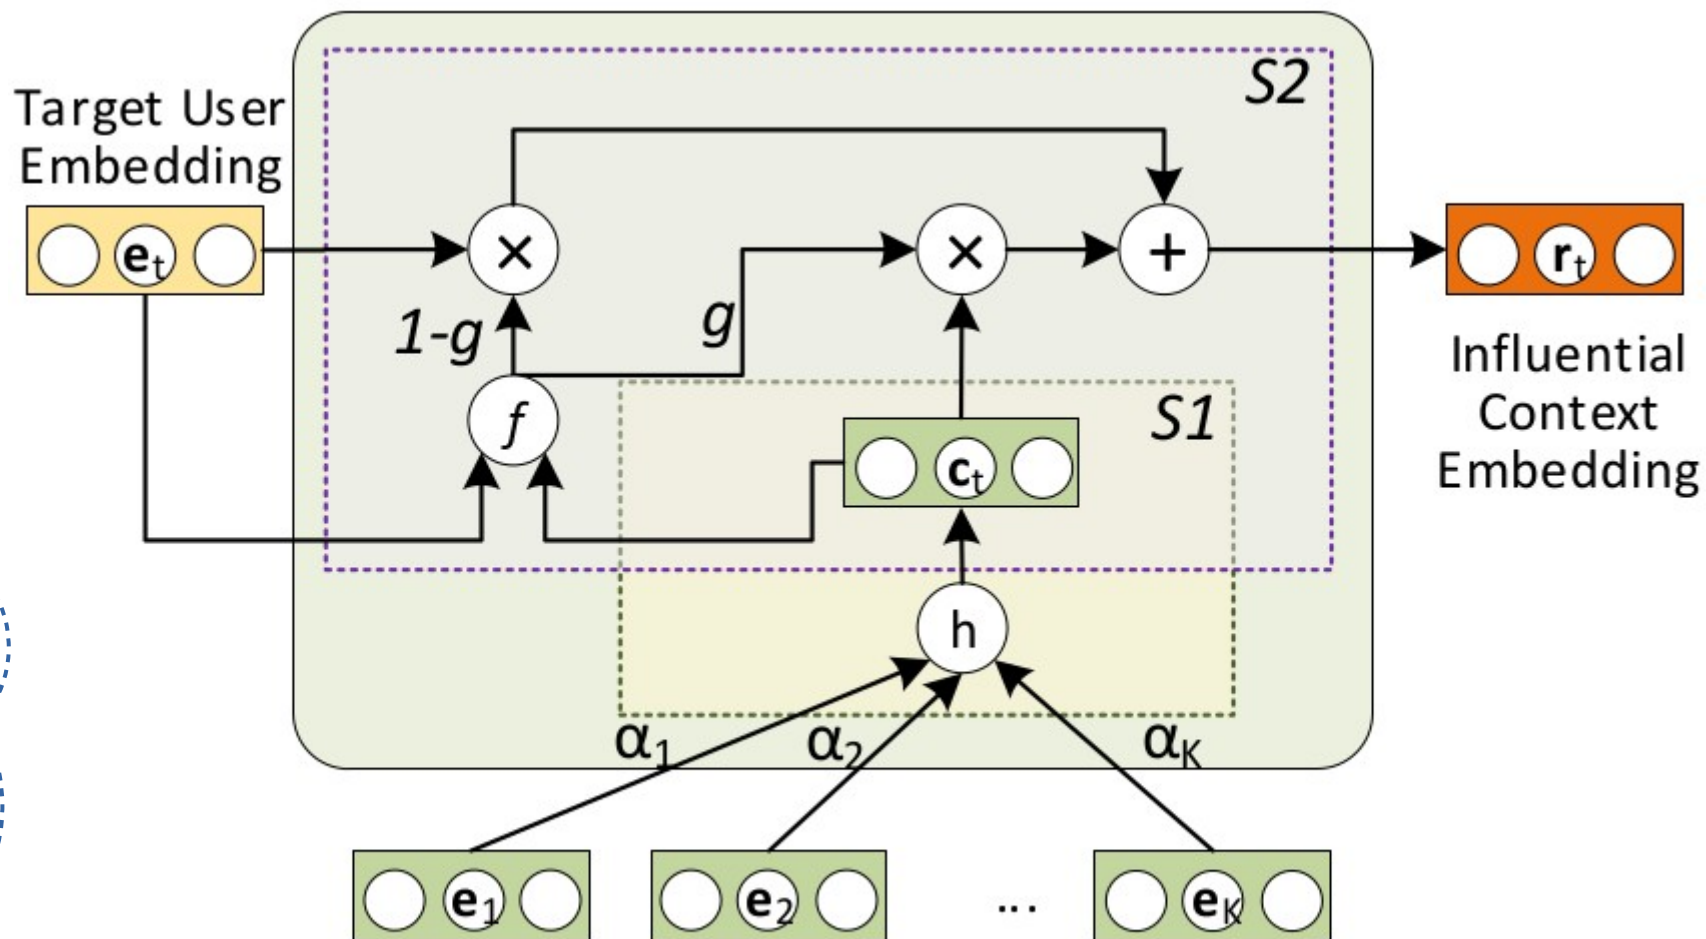 S2
Target User
Embedding
× × +
e_t
r_t
1-g
g
Influential
Context
Embedding
f
S1
c_t
h
α_1 α_2 α_K
e_1 e_2 ... e_K